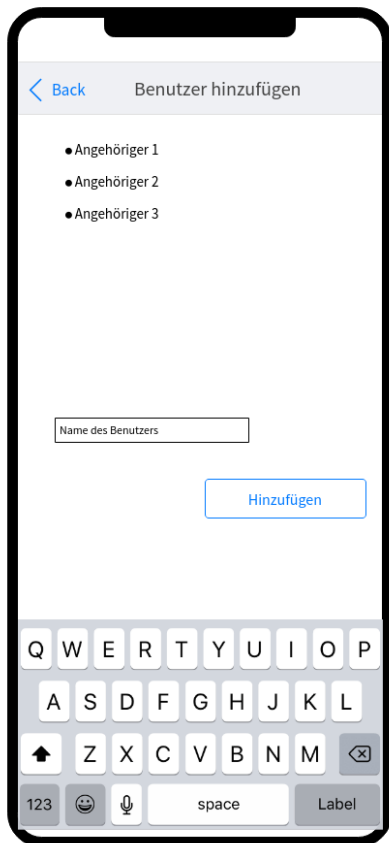 Back Benutzer hinzufügen
● Angehöriger 1
● Angehöriger 2
● Angehöriger 3
Name des Benutzers
Hinzufügen
Q W E R T Y U I O P
A S D F G H J K L
Z X C V B N M
123 space Label